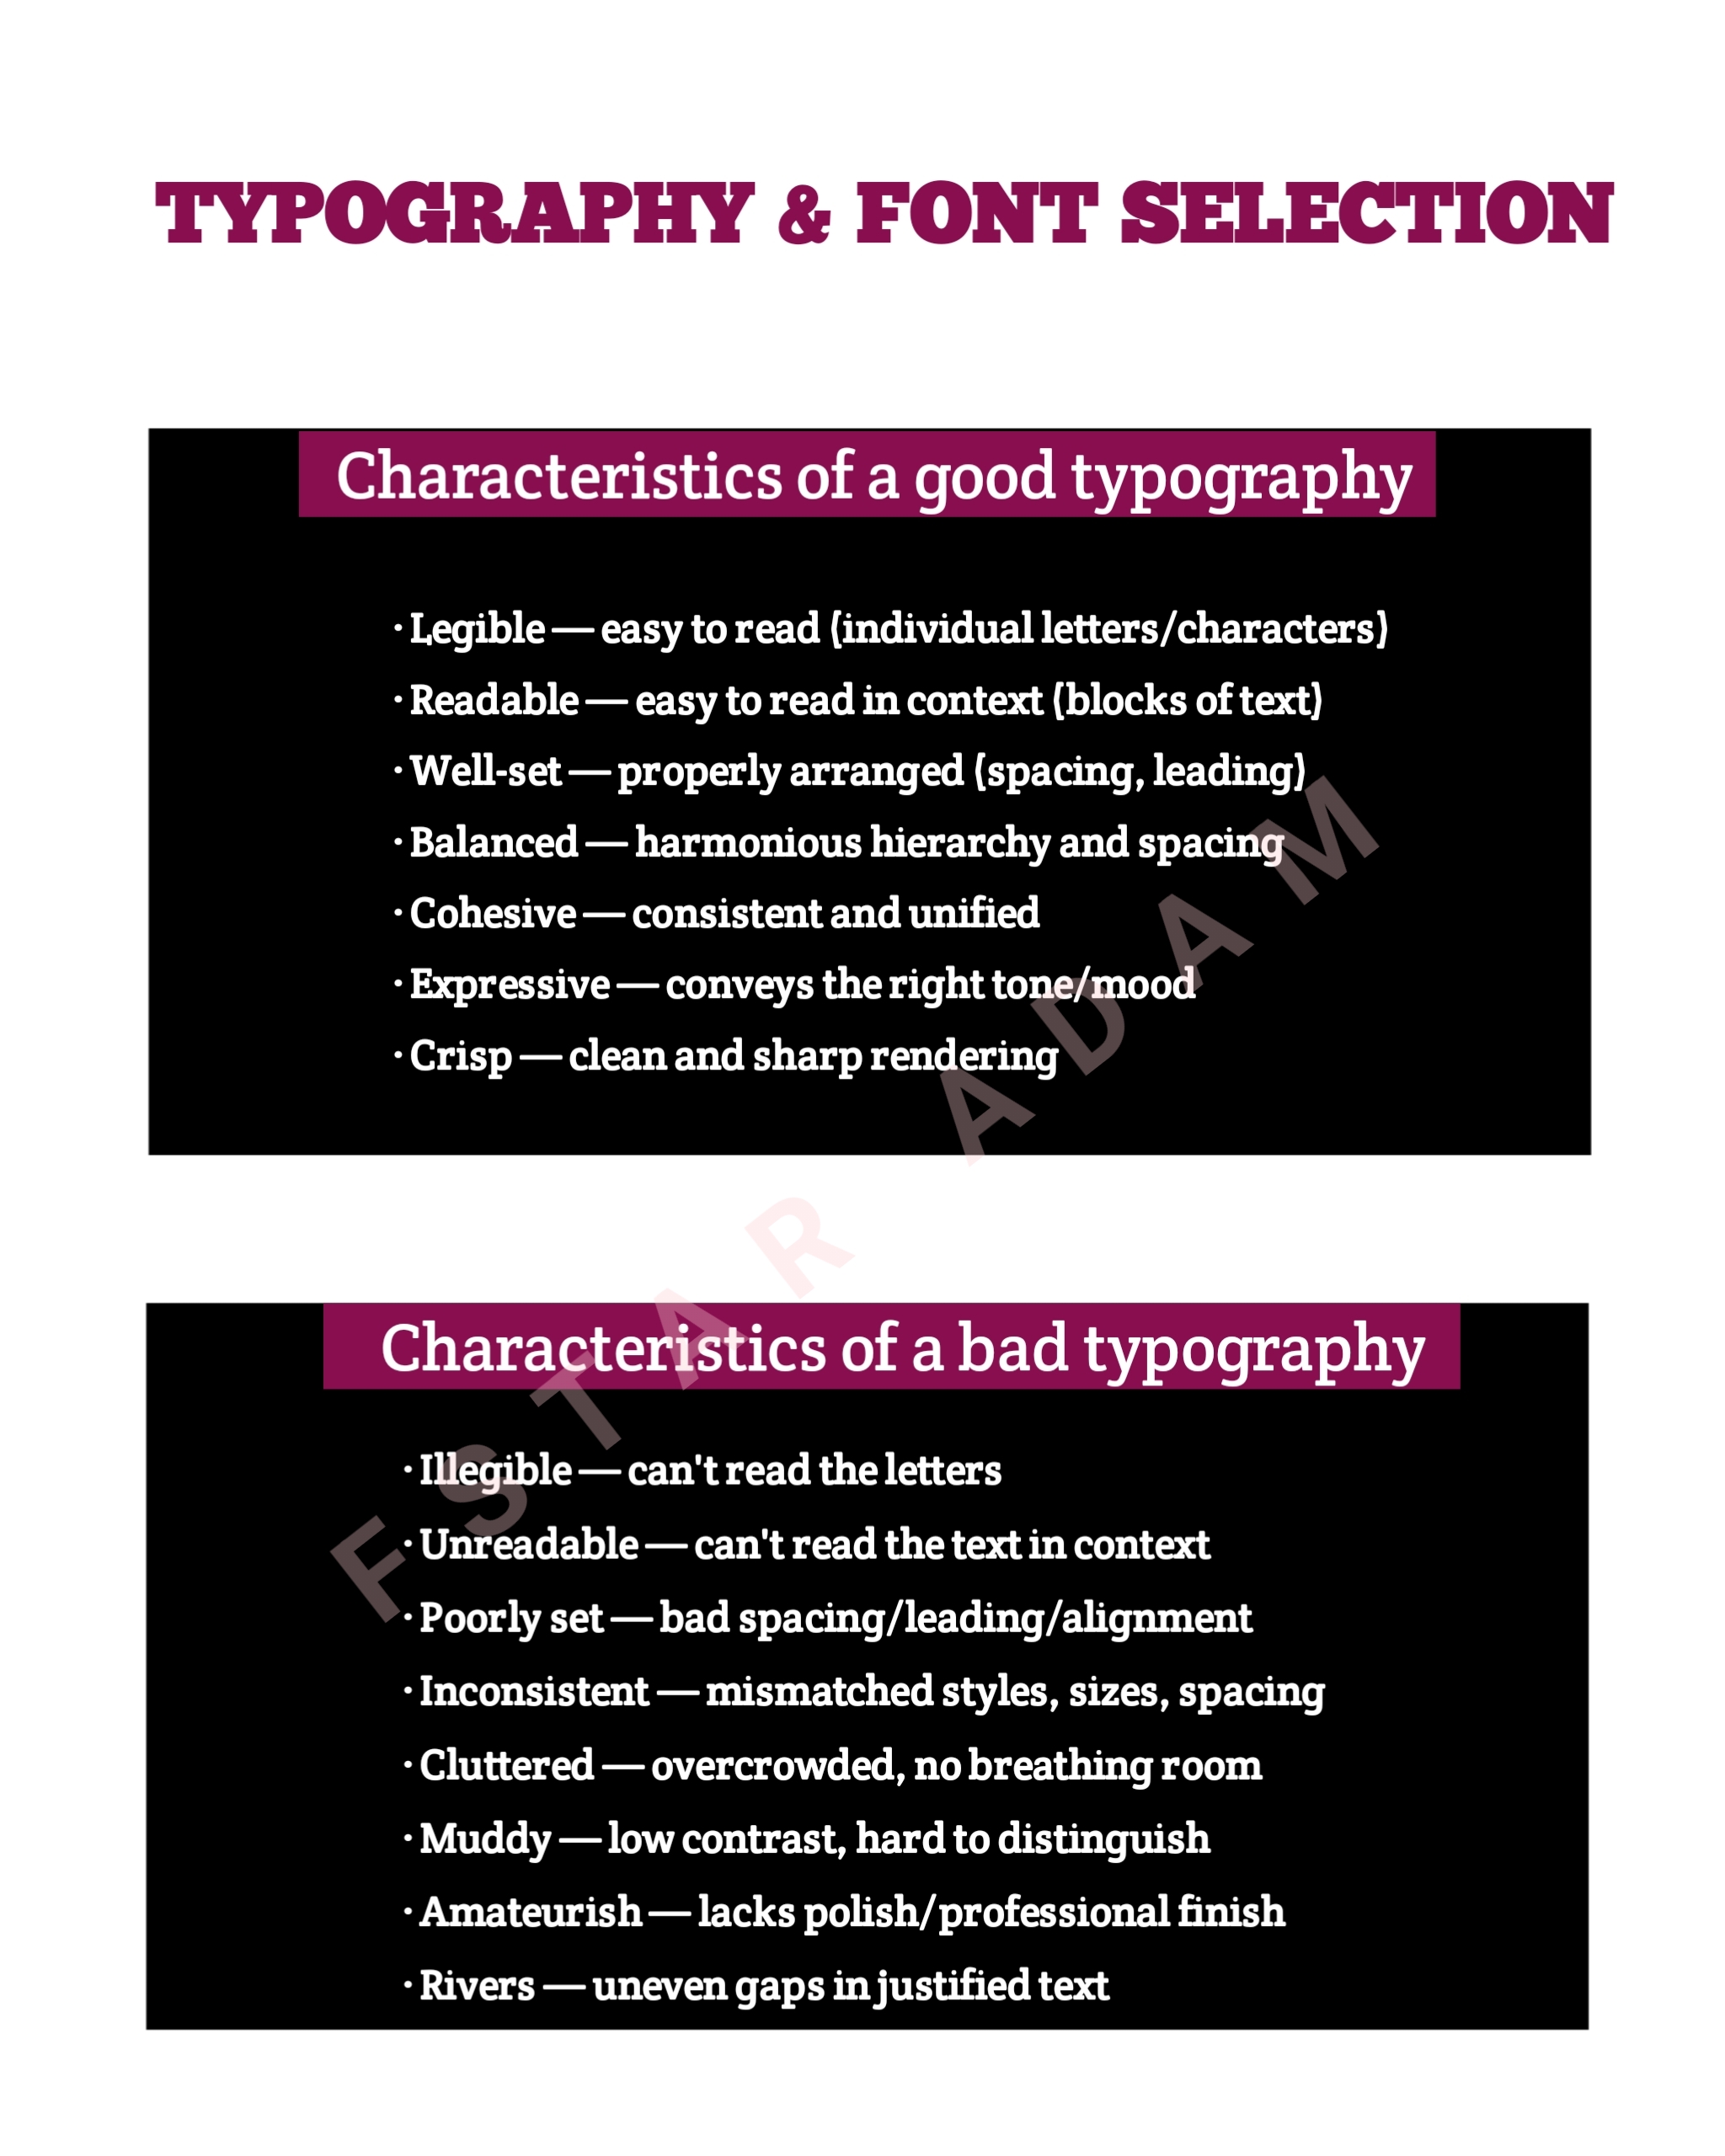 TYPOGRAPHY & FONT SELECTION
Characteristics of a good typography
· Legible — easy to read (individual letters/characters)
· Readable — easy to read in context (blocks of text)
· Well-set — properly arranged (spacing, leading)
· Balanced — harmonious hierarchy and spacing
· Cohesive — consistent and unified
· Expressive — conveys the right tone/mood
· Crisp — clean and sharp rendering
Characteristics of a bad typography
· Illegible — can't read the letters
· Unreadable — can't read the text in context
· Poorly set — bad spacing/leading/alignment
· Inconsistent — mismatched styles, sizes, spacing
· Cluttered — overcrowded, no breathing room
· Muddy — low contrast, hard to distinguish
· Amateurish — lacks polish/professional finish
· Rivers — uneven gaps in justified text
FSTAR ADAM